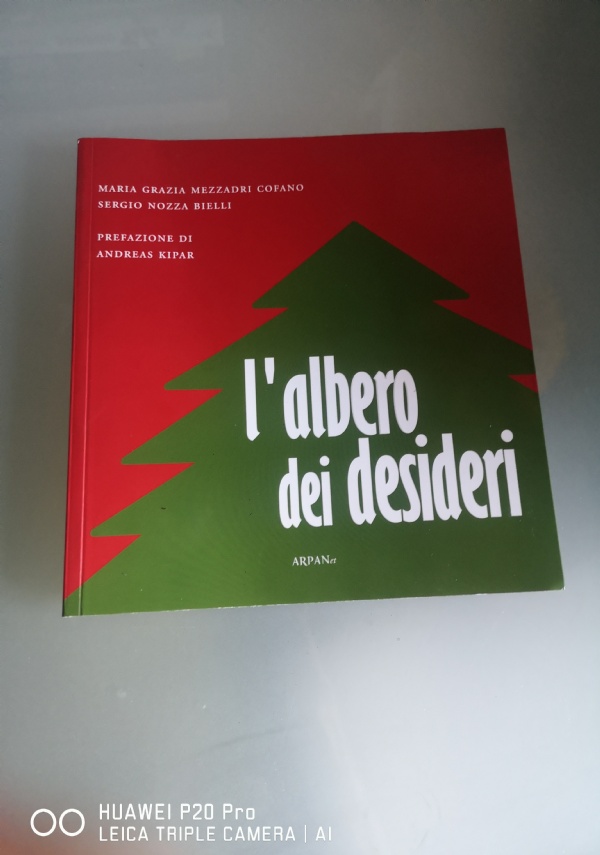 MARIA GRAZIA MEZZADRI COFANO
SERGIO NOZZA BIELLI
PREFAZIONE DI
ANDREAS KIPAR
l'albero
dei desideri
ARPANet
HUAWEI P20 Pro
LEICA TRIPLE CAMERA | AI